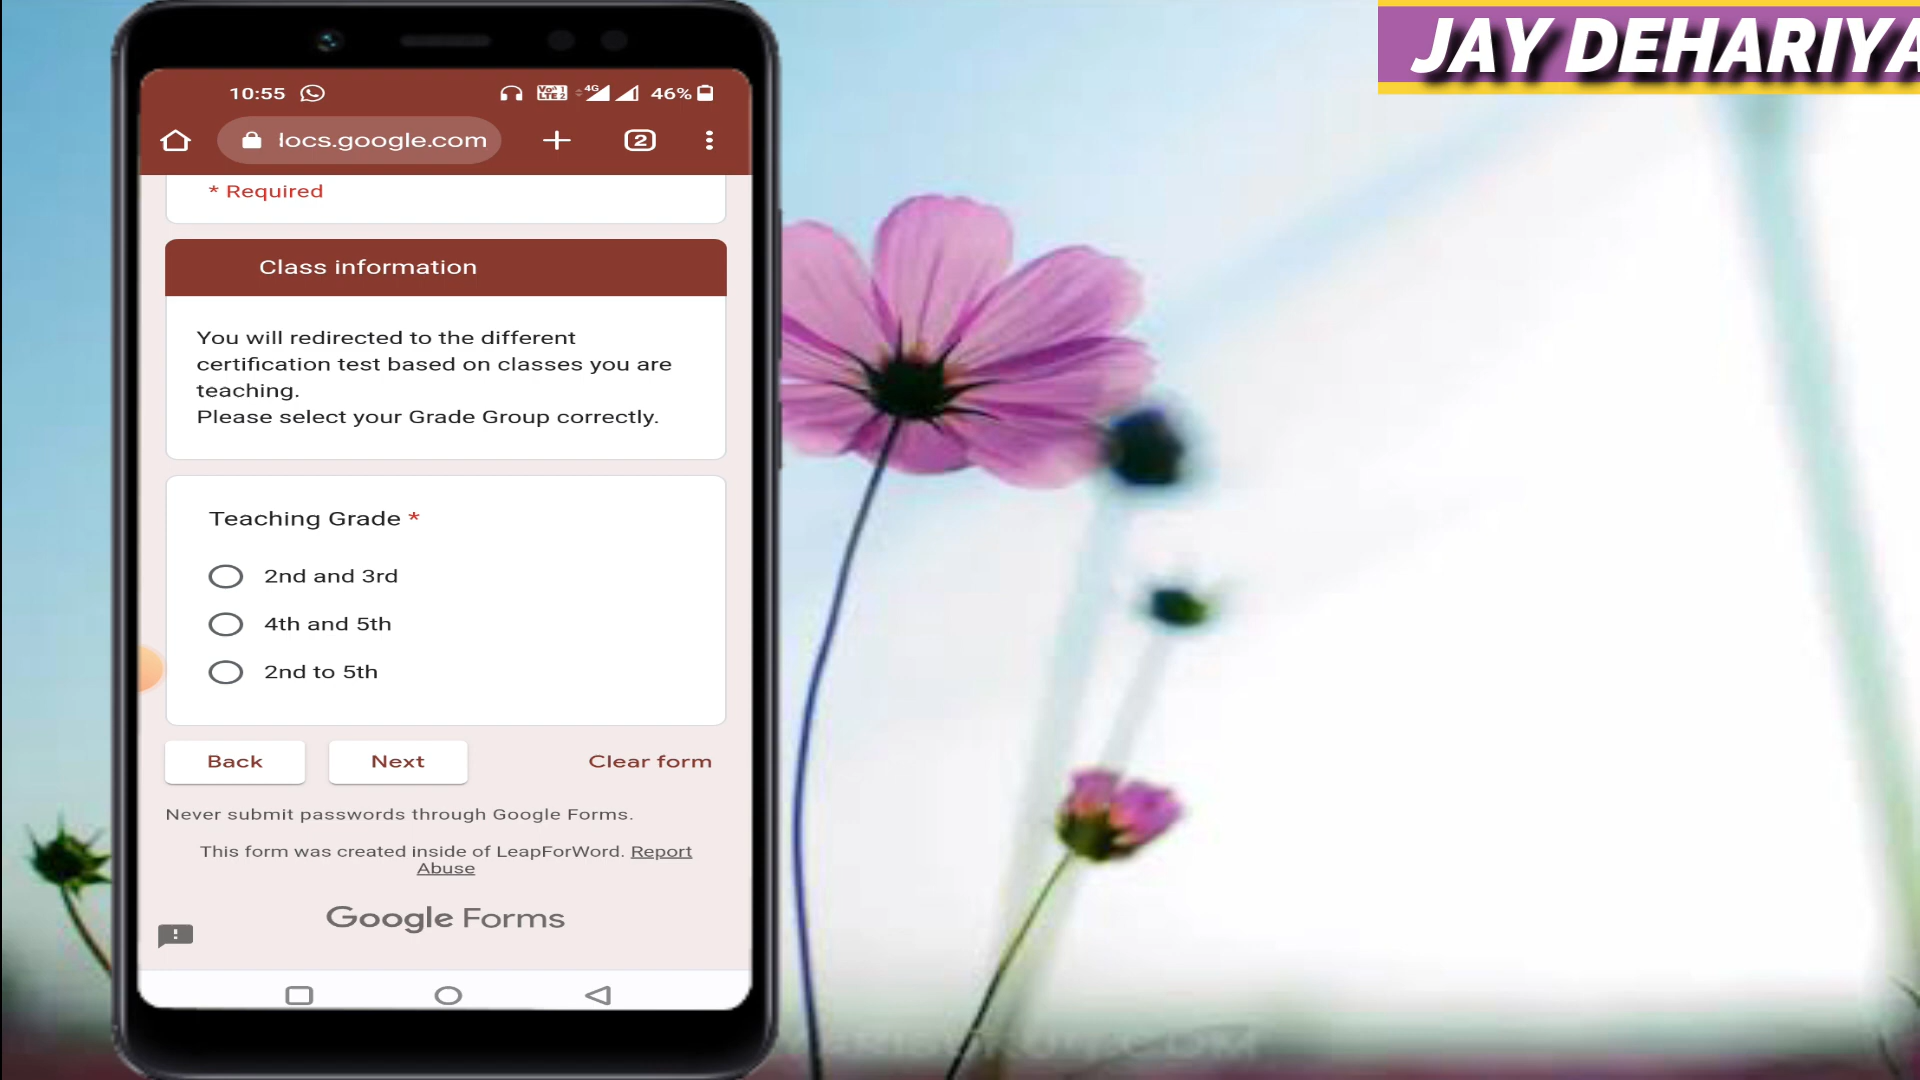 JAY DEHARIYA
10:55
4G
46%
locs.google.com
2
* Required
Class information
You will redirected to the different
certification test based on classes you are
teaching.
Please select your Grade Group correctly.
Teaching Grade *
2nd and 3rd
4th and 5th
2nd to 5th
Back
Next
Clear form
Never submit passwords through Google Forms.
This form was created inside of LeapForWord. Report
Abuse
Google Forms